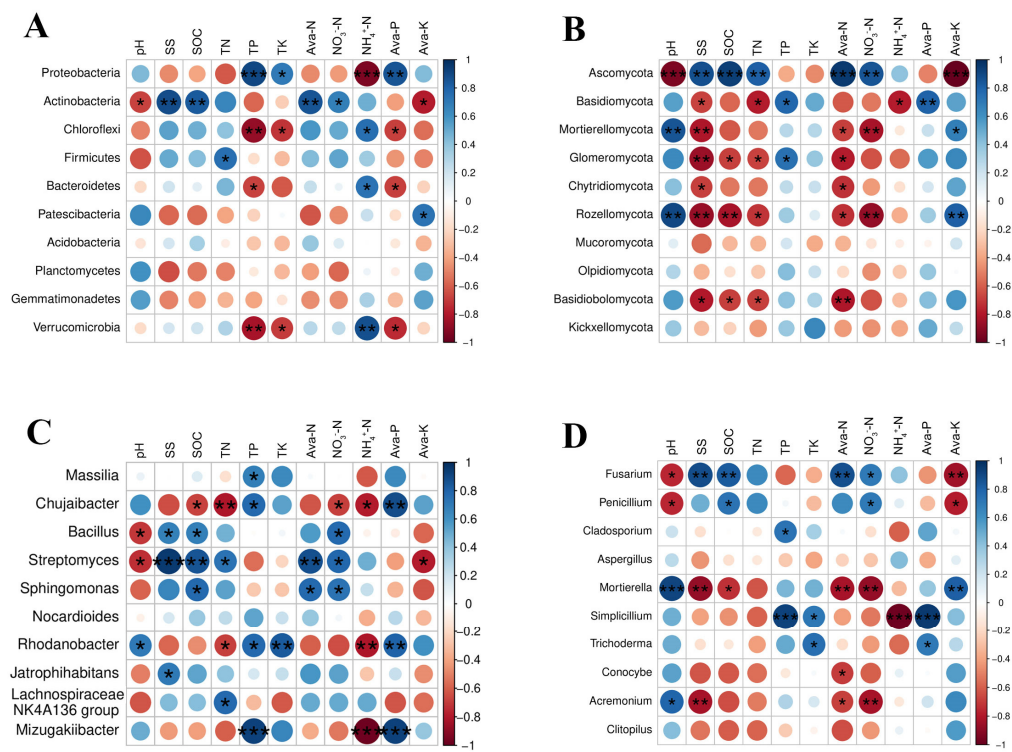 A
pH SS SOC TN TP TK Ava-N NO₃⁻-N NH₄⁺-N Ava-P Ava-K
Proteobacteria *** * *** **
Actinobacteria * ** ** ** * *
Chloroflexi ** * * *
Firmicutes *
Bacteroidetes * * *
Patescibacteria *
Acidobacteria
Planctomycetes
Gemmatimonadetes
Verrucomicrobia ** * ** *
1
0.8
0.6
0.4
0.2
0
−0.2
−0.4
−0.6
−0.8
−1
B
pH SS SOC TN TP TK Ava-N NO₃⁻-N NH₄⁺-N Ava-P Ava-K
Ascomycota *** ** *** ** *** ** ***
Basidiomycota * * * * **
Mortierellomycota ** ** * ** *
Glomeromycota ** * * * *
Chytridiomycota * *
Rozellomycota ** ** ** * * ** **
Mucoromycota
Olpidiomycota
Basidiobolomycota * * * **
Kickxellomycota
1
0.8
0.6
0.4
0.2
0
−0.2
−0.4
−0.6
−0.8
−1
C
pH SS SOC TN TP TK Ava-N NO₃⁻-N NH₄⁺-N Ava-P Ava-K
Massilia *
Chujaibacter * ** * * * **
Bacillus * * * *
Streptomyces * *** ** * ** * *
Sphingomonas * * *
Nocardioides
Rhodanobacter * * * ** ** **
Jatrophihabitans *
Lachnospiraceae
NK4A136 group *
Mizugakiibacter *** *** ***
1
0.8
0.6
0.4
0.2
0
−0.2
−0.4
−0.6
−0.8
−1
D
pH SS SOC TN TP TK Ava-N NO₃⁻-N NH₄⁺-N Ava-P Ava-K
Fusarium * ** ** ** * **
Penicillium * * * *
Cladosporium *
Aspergillus
Mortierella *** ** * ** ** **
Simplicillium *** * *** ***
Trichoderma * *
Conocybe *
Acremonium * ** * **
Clitopilus
1
0.8
0.6
0.4
0.2
0
−0.2
−0.4
−0.6
−0.8
−1